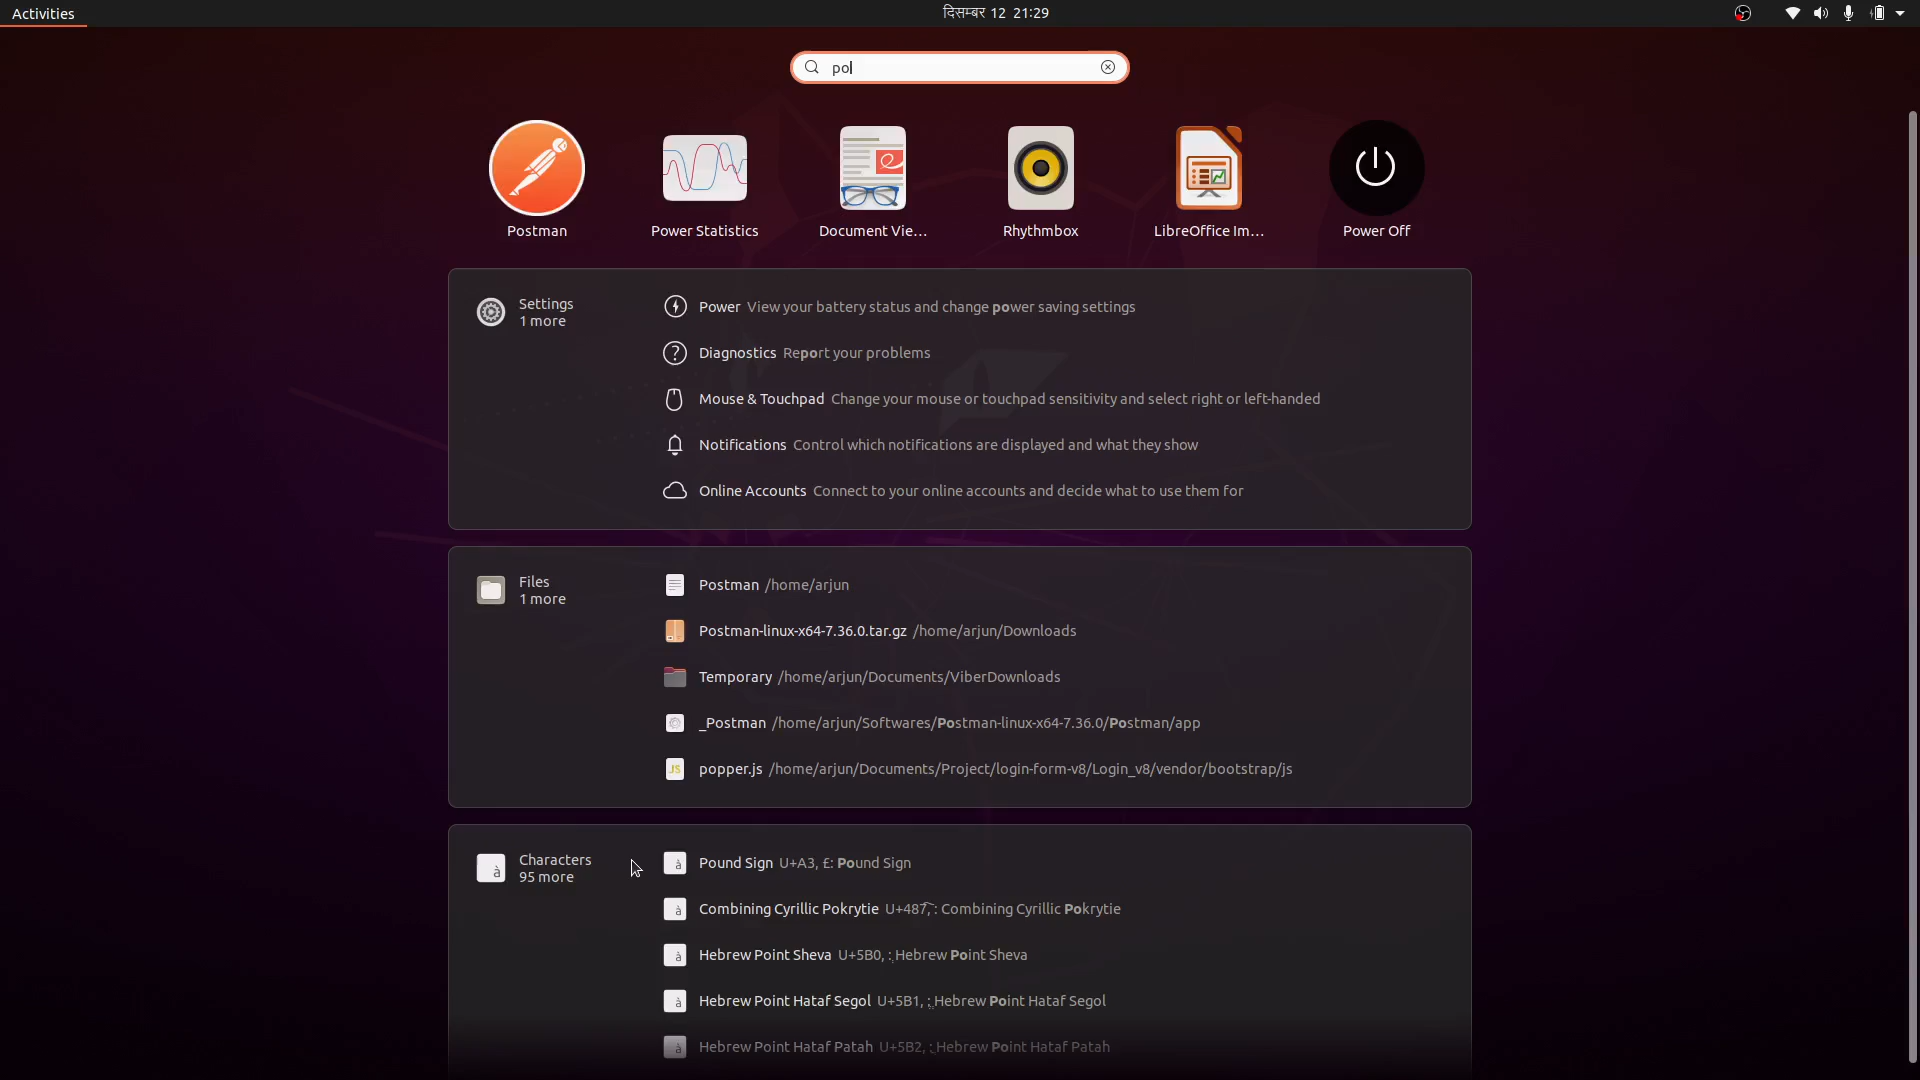 Activities
दिसम्बर 12 21:29
po
Postman
Power Statistics
Document Vie...
Rhythmbox
LibreOffice Im...
Power Off
Settings
1 more
Power View your battery status and change power saving settings
Diagnostics Report your problems
Mouse & Touchpad Change your mouse or touchpad sensitivity and select right or left-handed
Notifications Control which notifications are displayed and what they show
Online Accounts Connect to your online accounts and decide what to use them for
Files
1 more
Postman /home/arjun
Postman-linux-x64-7.36.0.tar.gz /home/arjun/Downloads
Temporary /home/arjun/Documents/ViberDownloads
_Postman /home/arjun/Softwares/Postman-linux-x64-7.36.0/Postman/app
popper.js /home/arjun/Documents/Project/login-form-v8/Login_v8/vendor/bootstrap/js
Characters
95 more
Pound Sign U+A3, £: Pound Sign
Combining Cyrillic Pokrytie U+487, ҇: Combining Cyrillic Pokrytie
Hebrew Point Sheva U+5B0, ְ: Hebrew Point Sheva
Hebrew Point Hataf Segol U+5B1, ֱ: Hebrew Point Hataf Segol
Hebrew Point Hataf Patah U+5B2, ֲ: Hebrew Point Hataf Patah